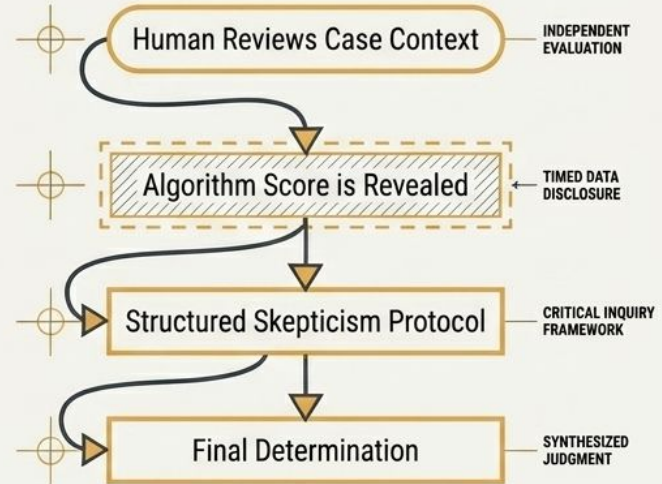 Human Reviews Case Context
INDEPENDENT
EVALUATION
Algorithm Score is Revealed
TIMED DATA
DISCLOSURE
Structured Skepticism Protocol
CRITICAL INQUIRY
FRAMEWORK
Final Determination
SYNTHESIZED
JUDGMENT